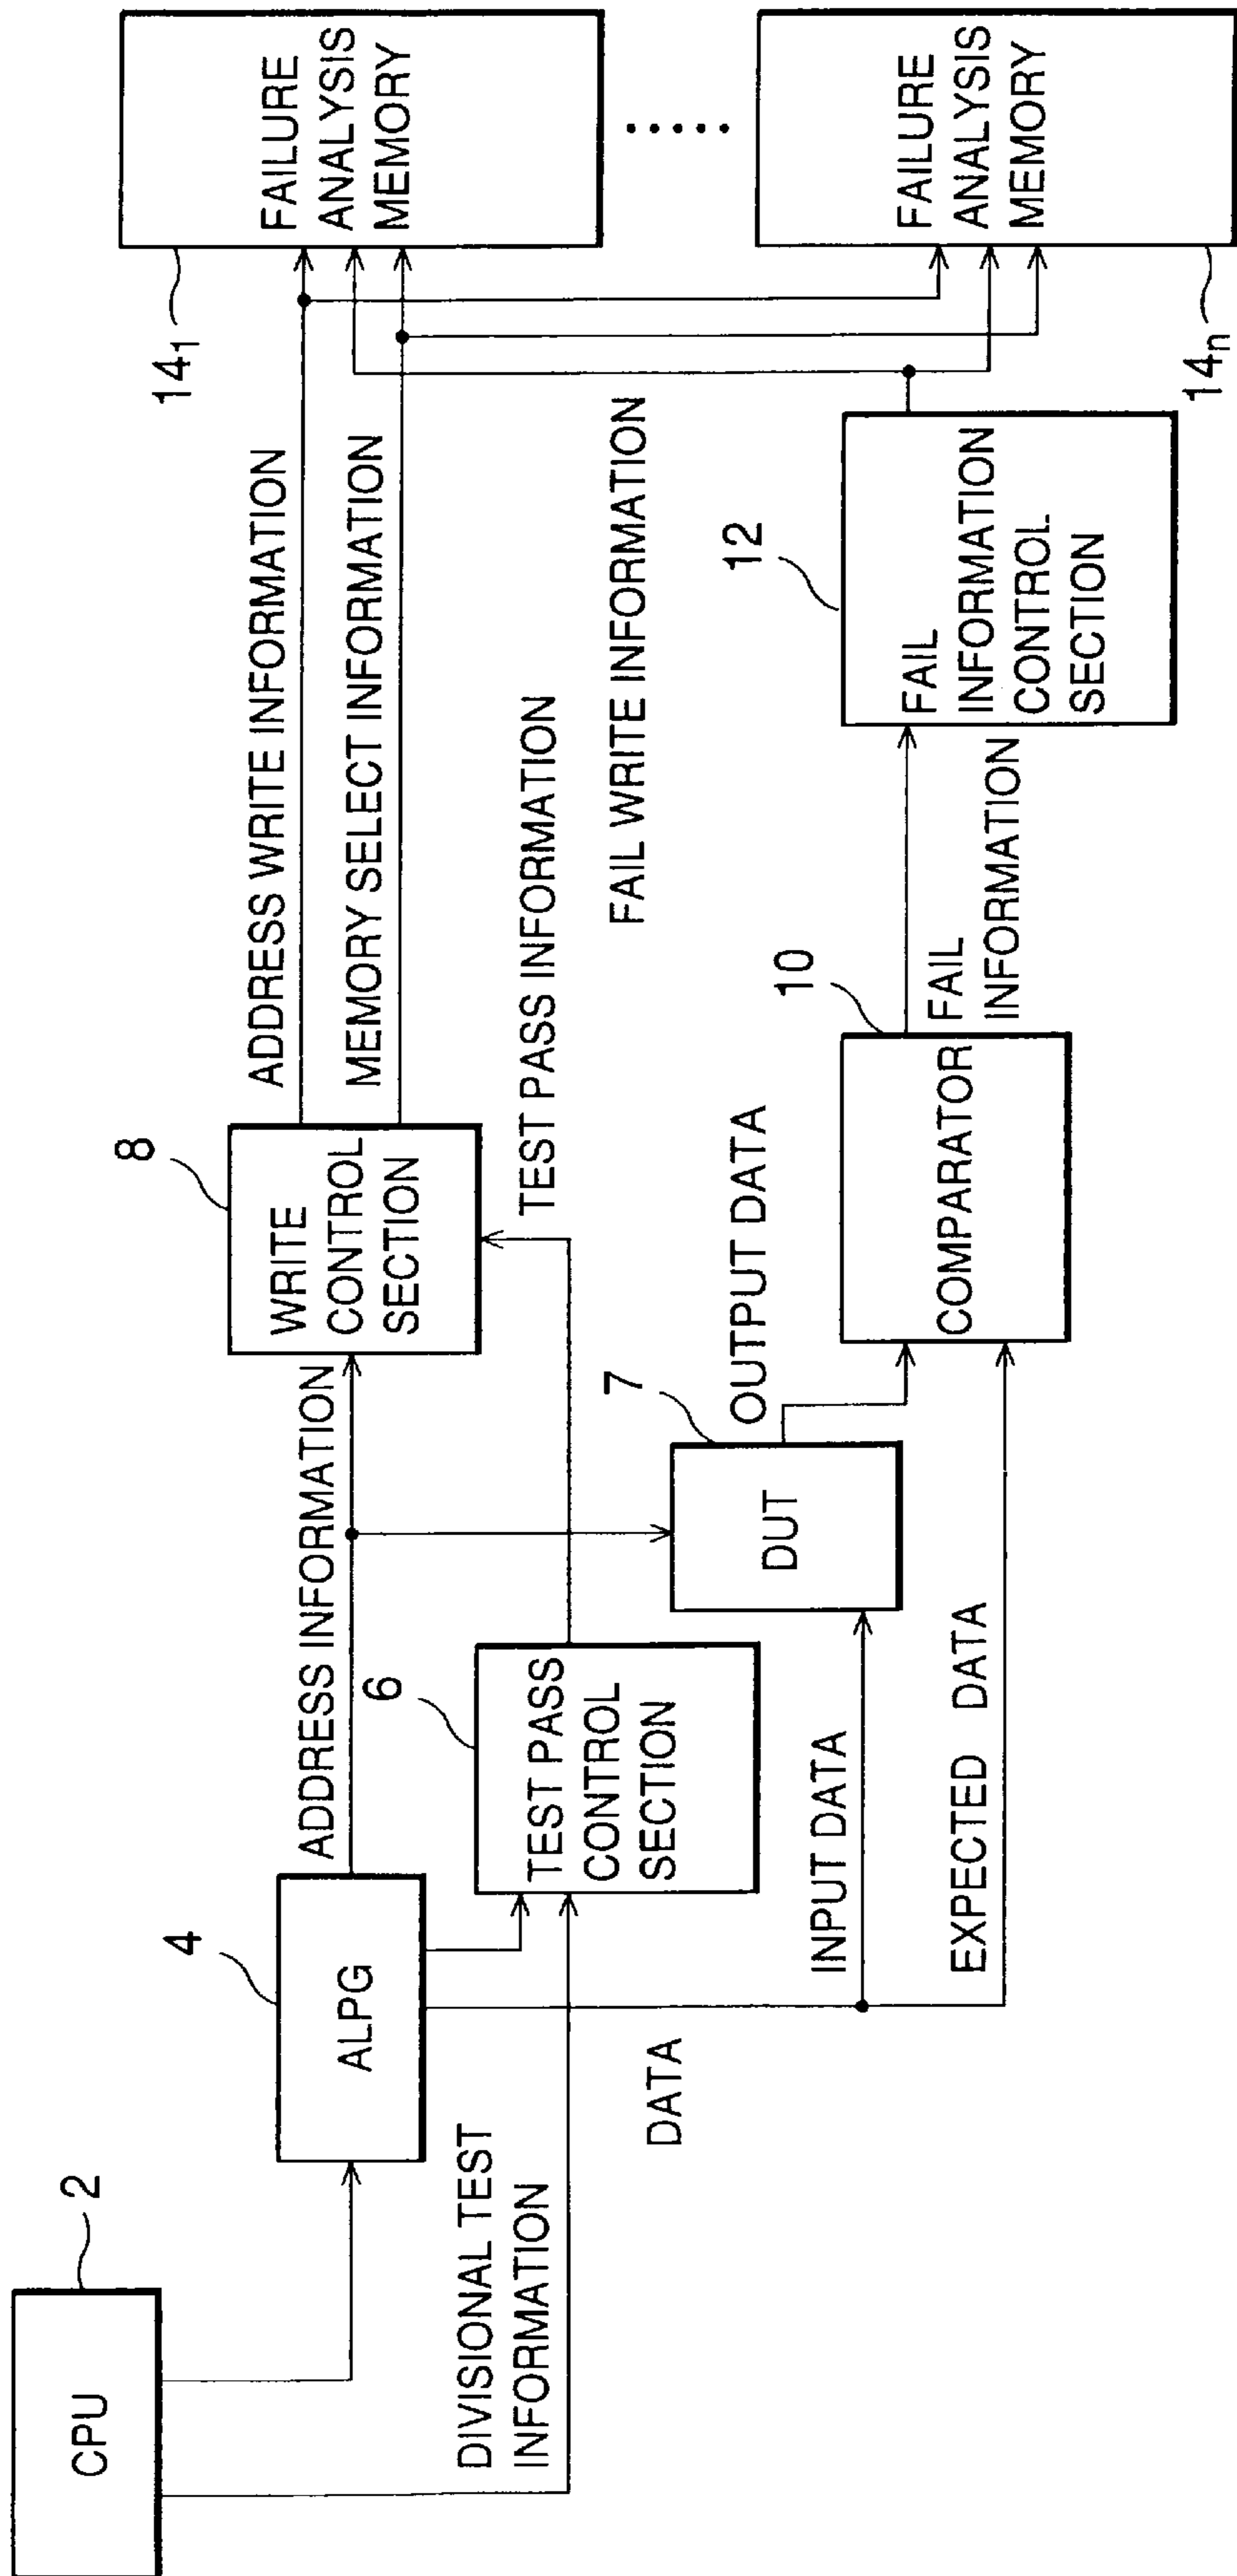 CPU
2
DIVISIONAL TEST
INFORMATION
ALPG
4
DATA
ADDRESS INFORMATION
TEST PASS
CONTROL
SECTION
6
INPUT DATA
EXPECTED DATA
DUT
7
OUTPUT DATA
WRITE
CONTROL
SECTION
8
TEST PASS INFORMATION
COMPARATOR
10
FAIL
INFORMATION
ADDRESS WRITE INFORMATION
MEMORY SELECT INFORMATION
FAIL WRITE INFORMATION
FAIL
INFORMATION
CONTROL
SECTION
12
FAILURE
ANALYSIS
MEMORY
14₁
.....
FAILURE
ANALYSIS
MEMORY
14ₙ